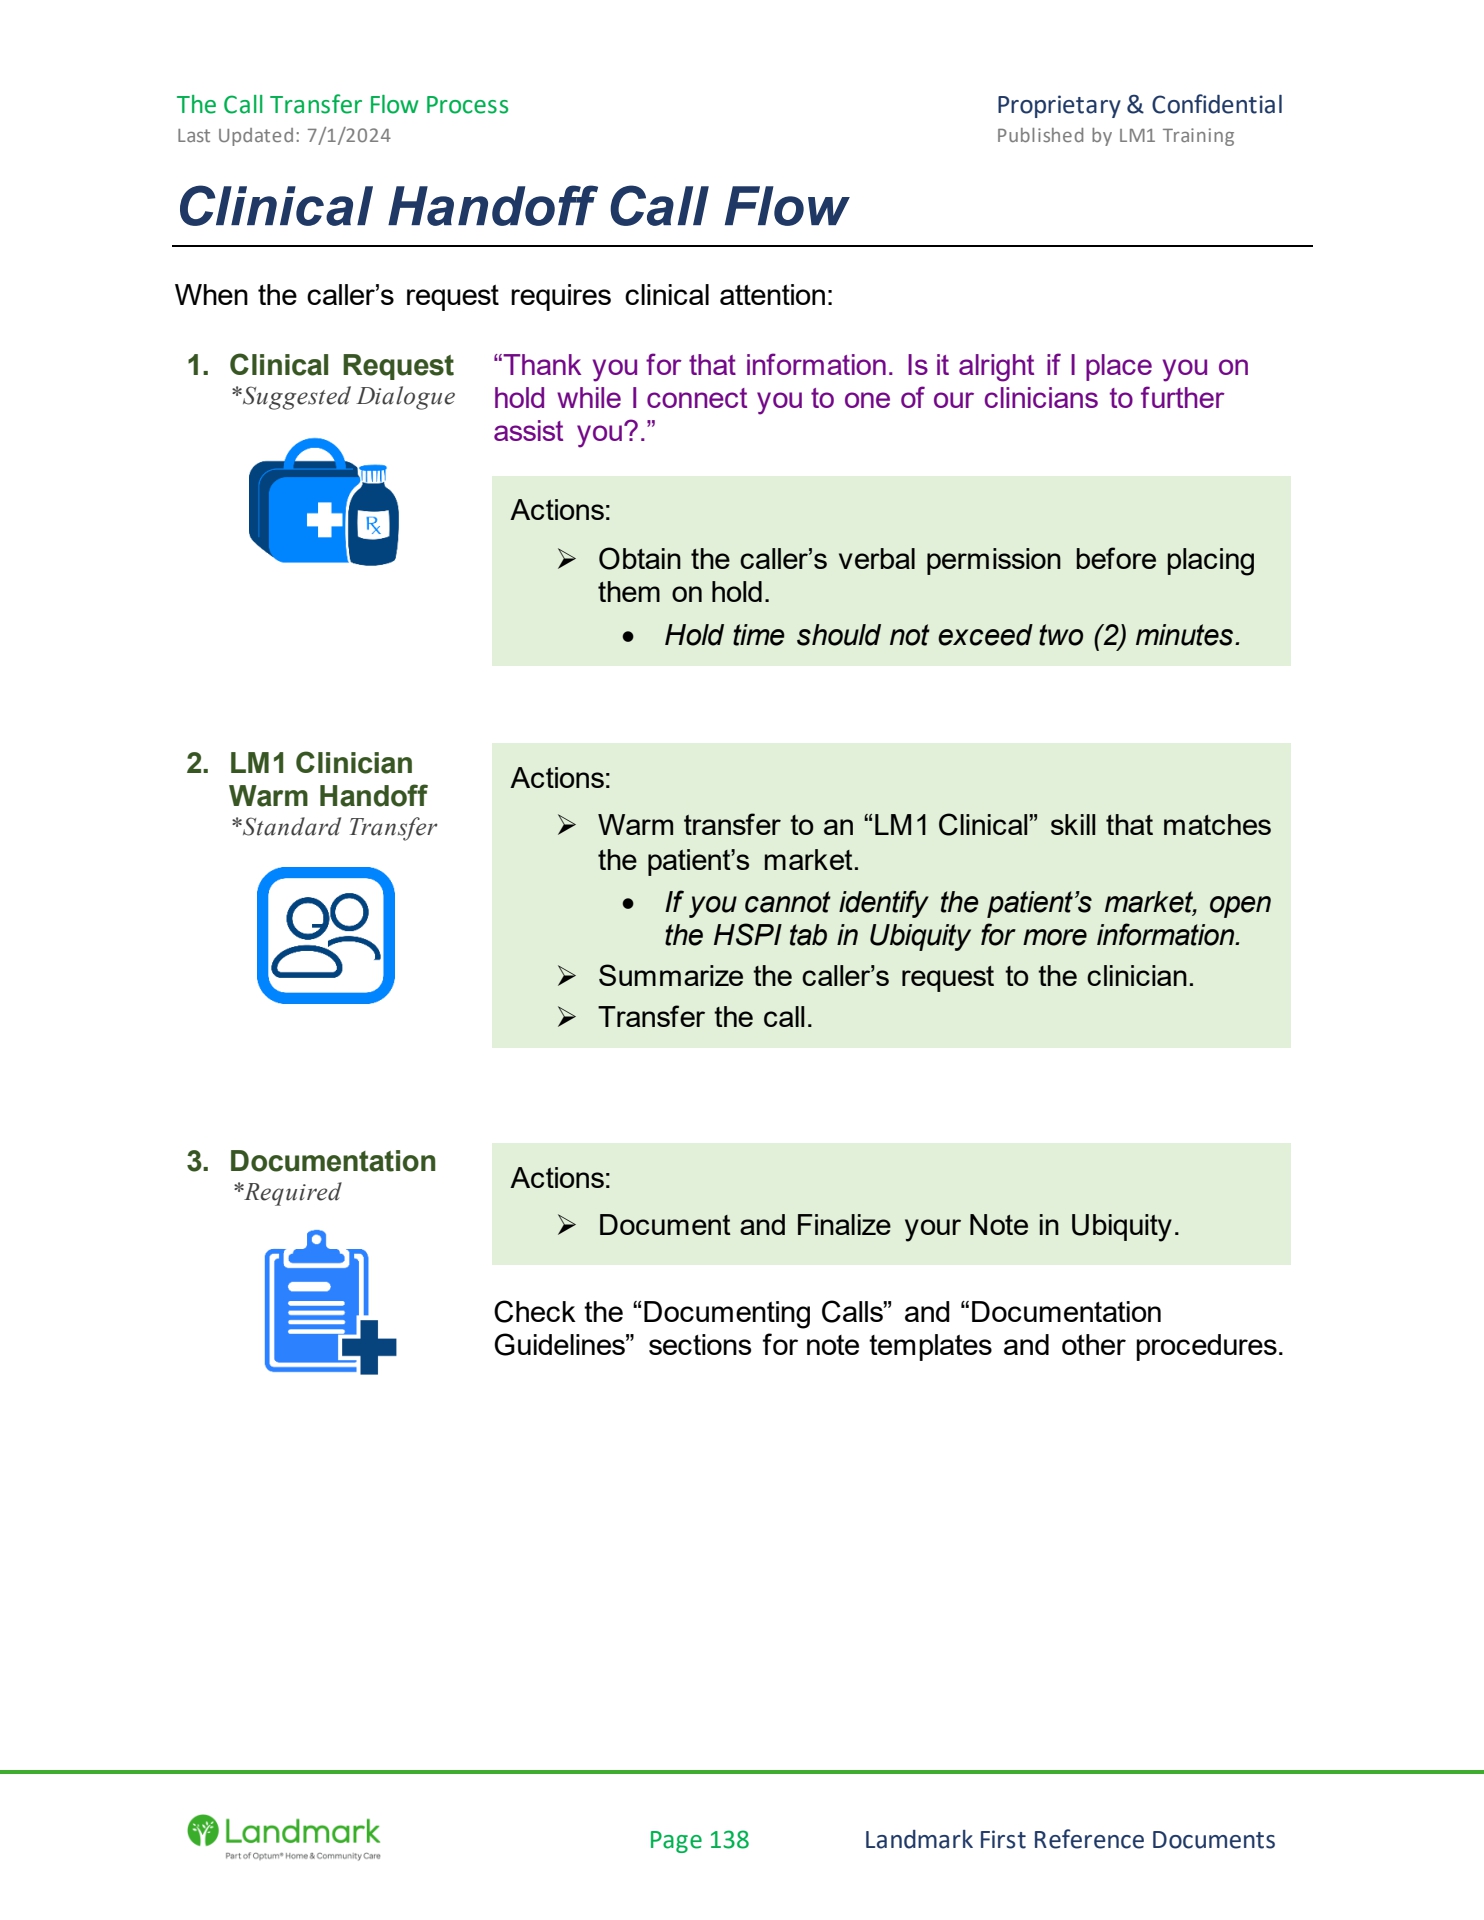 The Call Transfer Flow Process
Proprietary & Confidential
Last Updated: 7/1/2024
Published by LM1 Training
Clinical Handoff Call Flow
When the caller’s request requires clinical attention:
1. Clinical Request
*Suggested Dialogue
“Thank you for that information. Is it alright if I place you on
hold while I connect you to one of our clinicians to further
assist you?.”
Rx
Actions:
➢ Obtain the caller’s verbal permission before placing
them on hold.
• Hold time should not exceed two (2) minutes.
2. LM1 Clinician
Warm Handoff
*Standard Transfer
Actions:
➢ Warm transfer to an “LM1 Clinical” skill that matches
the patient’s market.
• If you cannot identify the patient’s market, open
the HSPI tab in Ubiquity for more information.
➢ Summarize the caller’s request to the clinician.
➢ Transfer the call.
3. Documentation
*Required
Actions:
➢ Document and Finalize your Note in Ubiquity.
Check the “Documenting Calls” and “Documentation
Guidelines” sections for note templates and other procedures.
Landmark
Part of Optum® Home & Community Care
Page 138
Landmark First Reference Documents